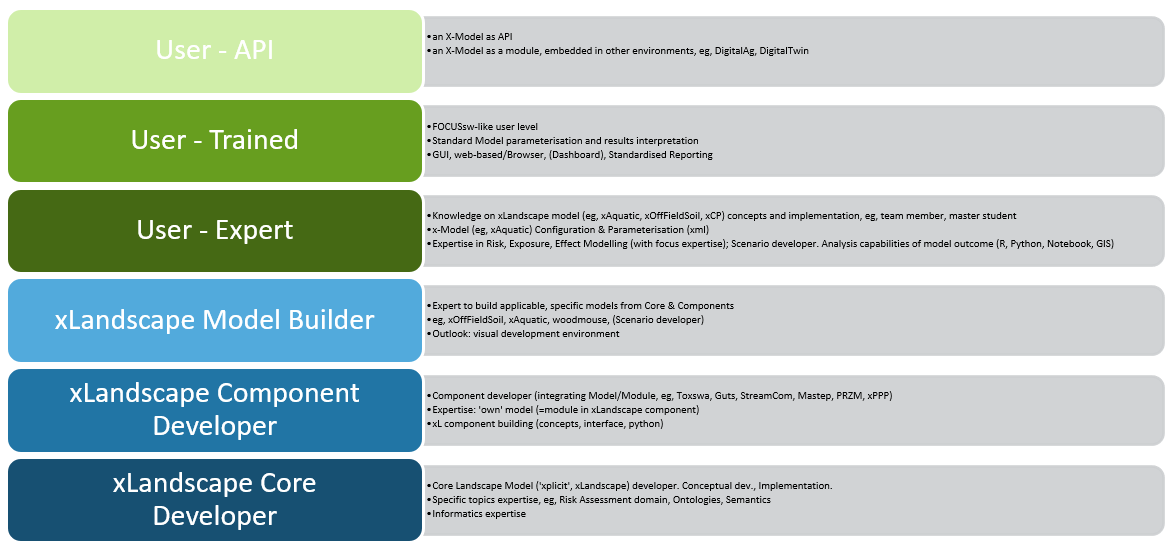 User - API
•an X-Model as API
•an X-Model as a module, embedded in other environments, eg, DigitalAg, DigitalTwin
User - Trained
•FOCUSsw-like user level
•Standard Model parameterisation and results interpretation
•GUI, web-based/Browser, (Dashboard), Standardised Reporting
User - Expert
•Knowledge on xLandscape model (eg, xAquatic, xOffFieldSoil, xCP) concepts and implementation, eg, team member, master student
•x-Model (eg, xAquatic) Configuration & Parameterisation (xml)
•Expertise in Risk, Exposure, Effect Modelling (with focus expertise); Scenario developer. Analysis capabilities of model outcome (R, Python, Notebook, GIS)
xLandscape Model Builder
•Expert to build applicable, specific models from Core & Components
•eg, xOffFieldSoil, xAquatic, woodmouse, (Scenario developer)
•Outlook: visual development environment
xLandscape Component
Developer
•Component developer (integrating Model/Module, eg, Toxswa, Guts, StreamCom, Mastep, PRZM, xPPP)
•Expertise: 'own' model (=module in xLandscape component)
•xL component building (concepts, interface, python)
xLandscape Core
Developer
•Core Landscape Model ('xplicit', xLandscape) developer. Conceptual dev., Implementation.
•Specific topics expertise, eg, Risk Assessment domain, Ontologies, Semantics
•Informatics expertise